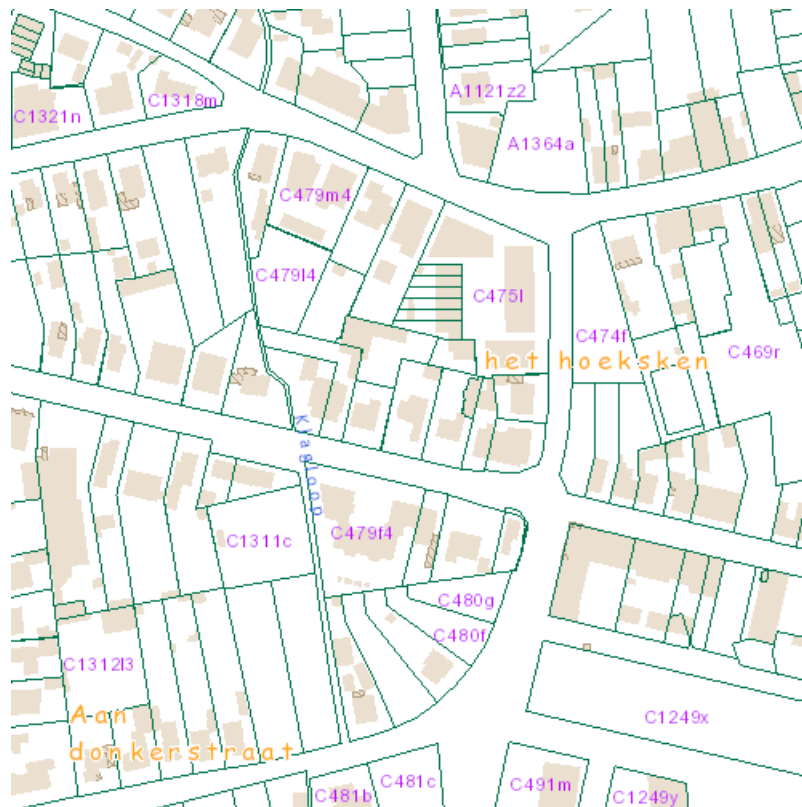 A1121z2
C1318m
C1321n
A1364a
C479m4
C479l4
C475l
C474f
C469r
het hoeksken
Kraagloop
C1311c
C479f4
C480g
C480f
C1312l3
Aan
donkerstraat
C1249x
C481c
C491m
C481b
C1249y